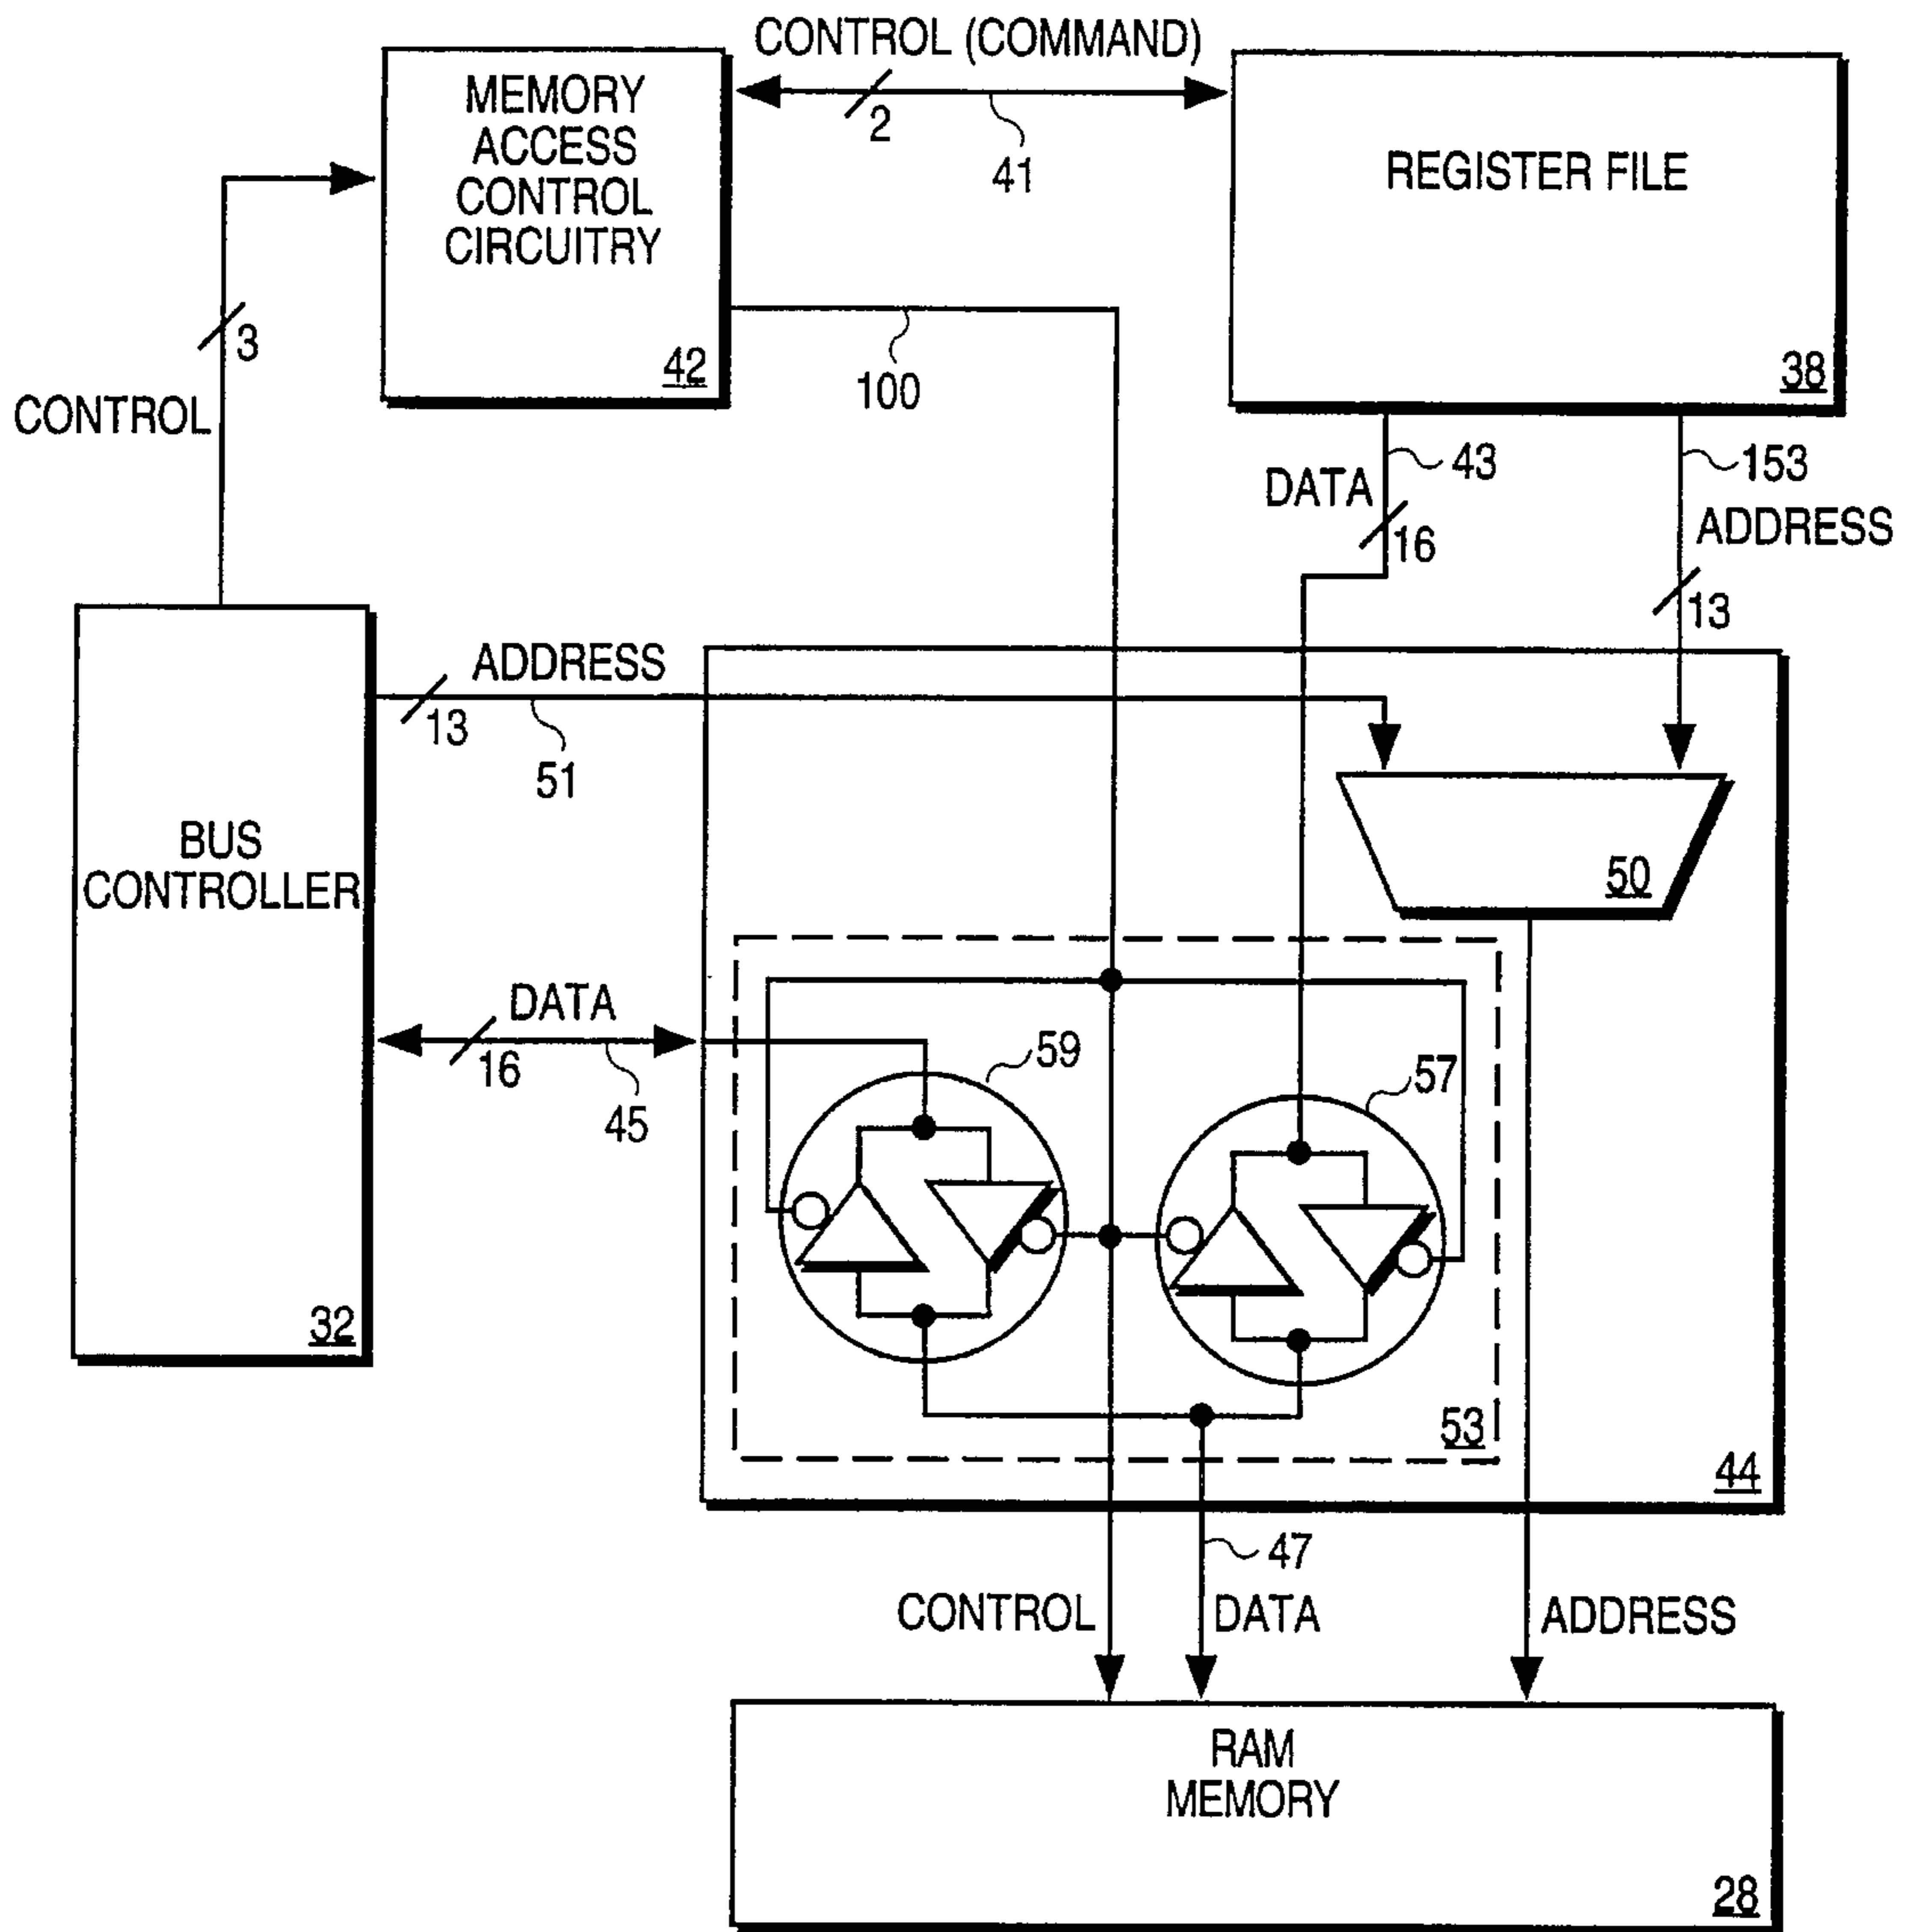 CONTROL (COMMAND)
2
41
MEMORY
ACCESS
CONTROL
CIRCUITRY
42
REGISTER FILE
38
3
CONTROL
100
DATA
43
16
153
ADDRESS
13
BUS
CONTROLLER
32
ADDRESS
13
51
50
DATA
16
45
59
57
53
44
47
CONTROL
DATA
ADDRESS
RAM
MEMORY
28